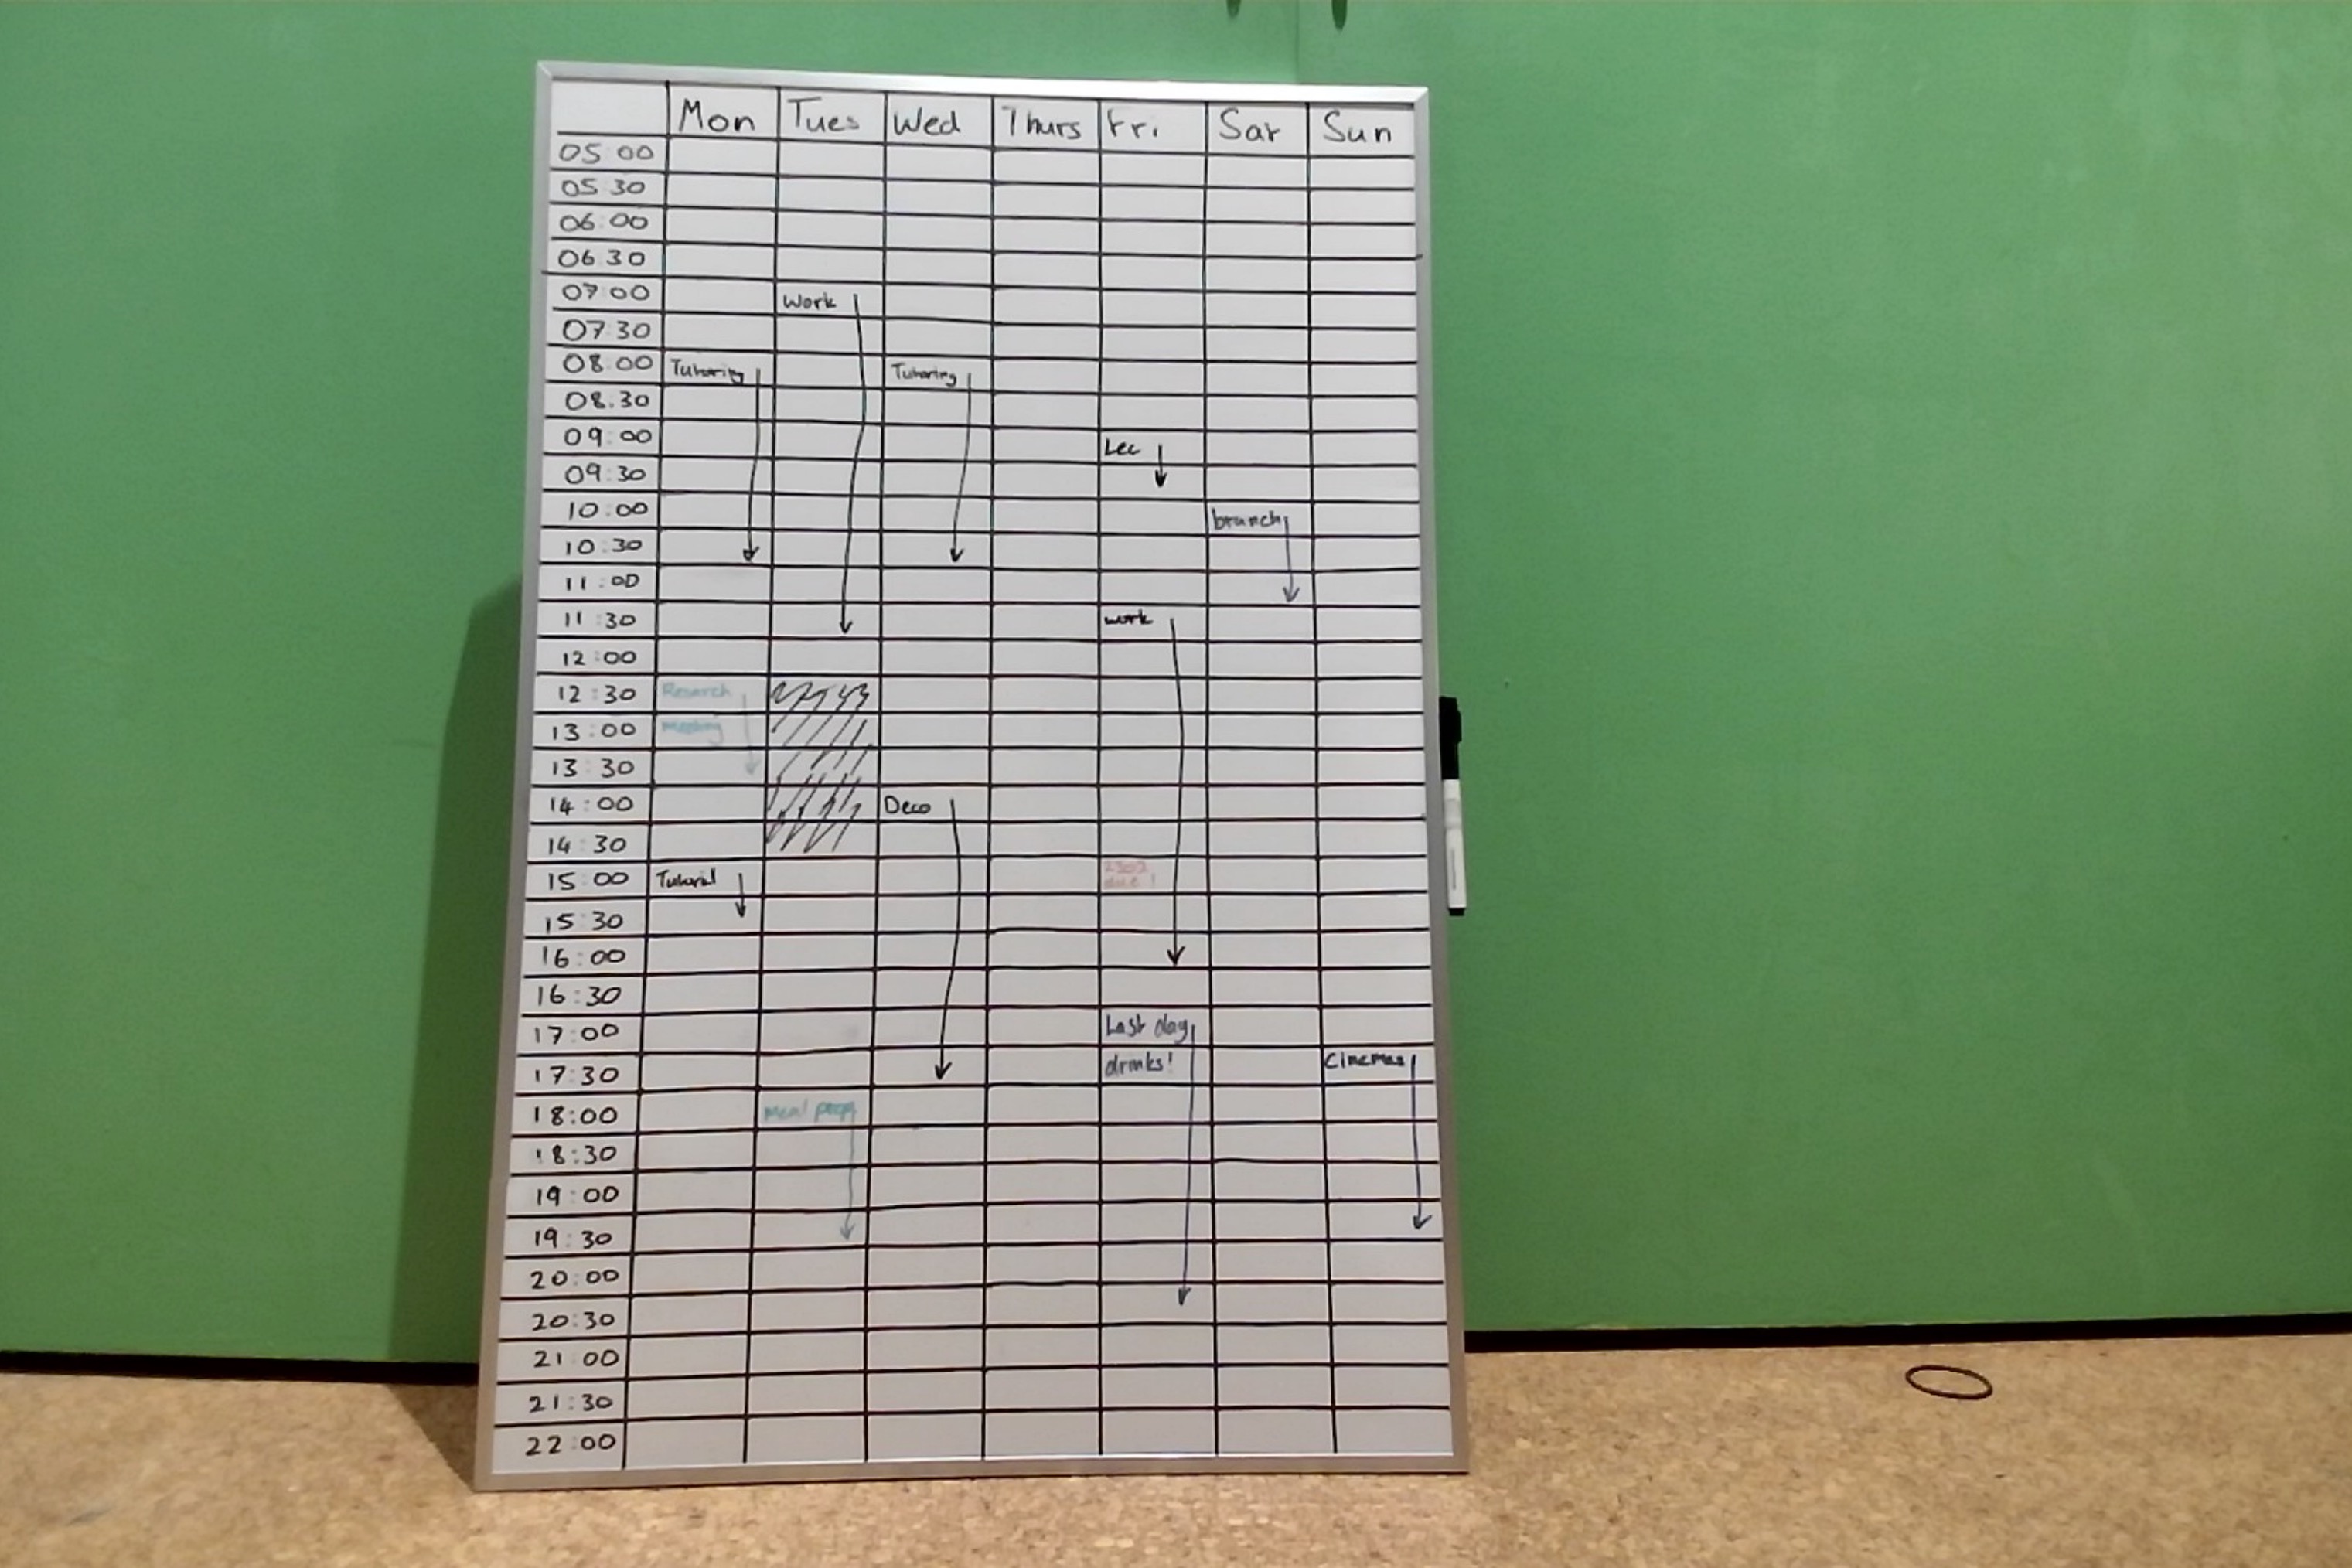 Mon Tues Wed Thurs Fri Sat Sun
05:00
05:30
06:00
06:30
07:00 Work
07:30
08:00 Tutoring Tutoring
08:30
09:00 Lec
09:30
10:00 brunch
10:30
11:00
11:30 work
12:00
12:30 Research
13:00 meeting
13:30
14:00 Deco
14:30
15:00 Tutorial 2302
due!
15:30
16:00
16:30
17:00 Last day
17:30 drinks! Cinemas
18:00 meal prep
18:30
19:00
19:30
20:00
20:30
21:00
21:30
22:00